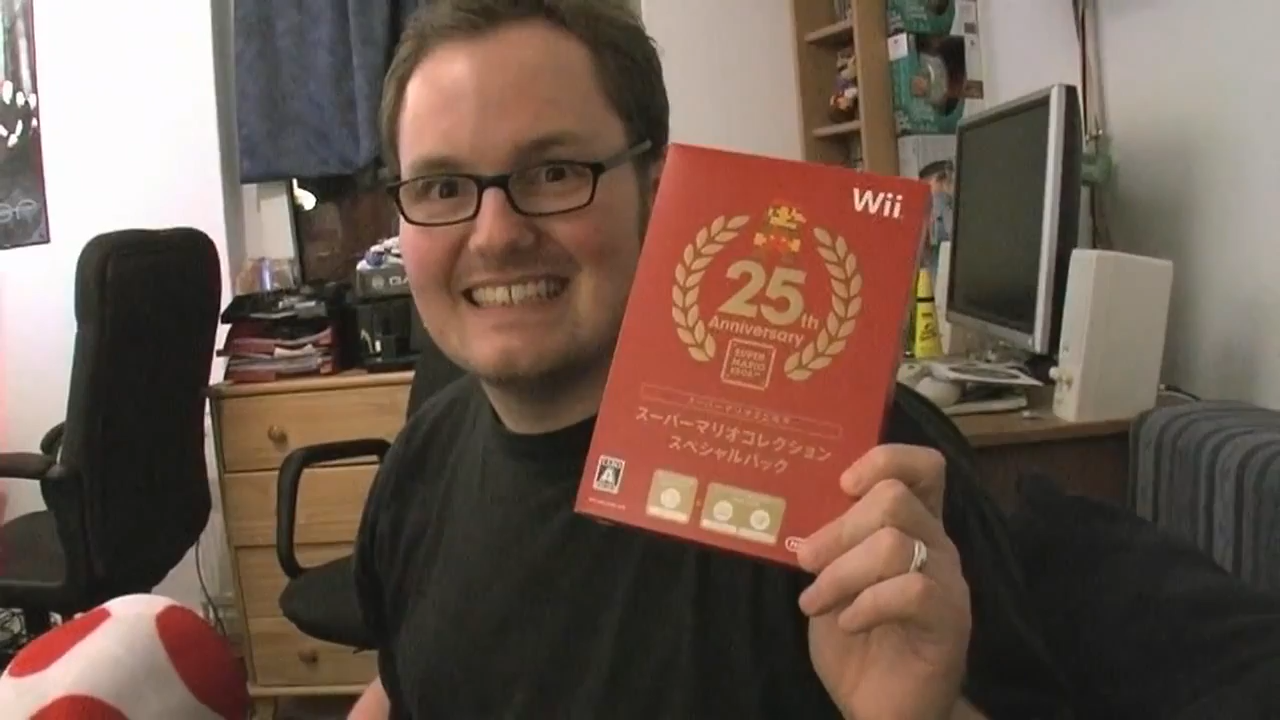 Wii
25th
Anniversary
SUPER
MARIO
BROS.
スーパーマリオコレクション
スペシャルパック
A